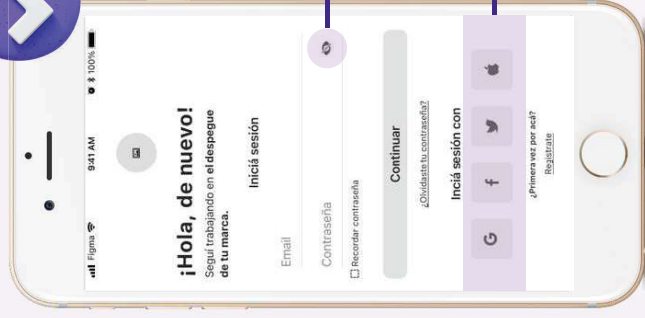 Figma 9:41 AM 100%
¡Hola, de nuevo!
Seguí trabajando en el despegue
de tu marca.
Iniciá sesión
Email
Contraseña
Recordar contraseña
Continuar
¿Olvidaste tu contraseña?
Inciá sesión con
G f
¿Primera vez por acá?
Registrate